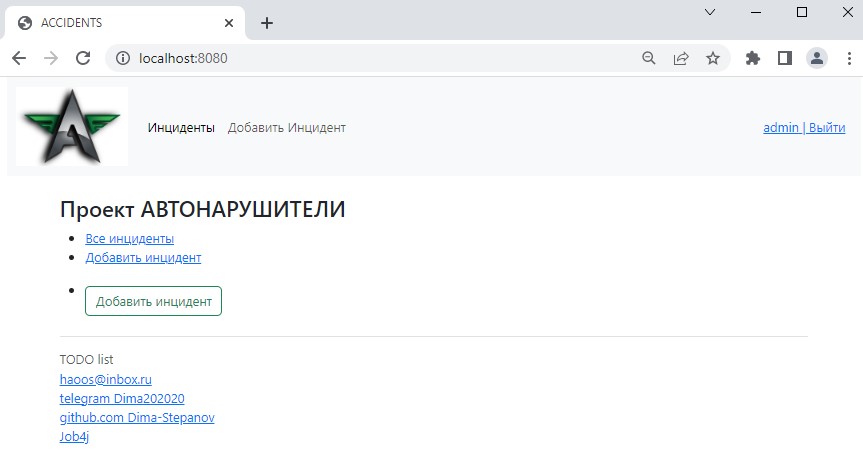 ACCIDENTS
localhost:8080
Инциденты Добавить Инцидент admin | Выйти
Проект АВТОНАРУШИТЕЛИ
Все инциденты
Добавить инцидент
Добавить инцидент
TODO list
haoos@inbox.ru
telegram Dima202020
github.com Dima-Stepanov
Job4j